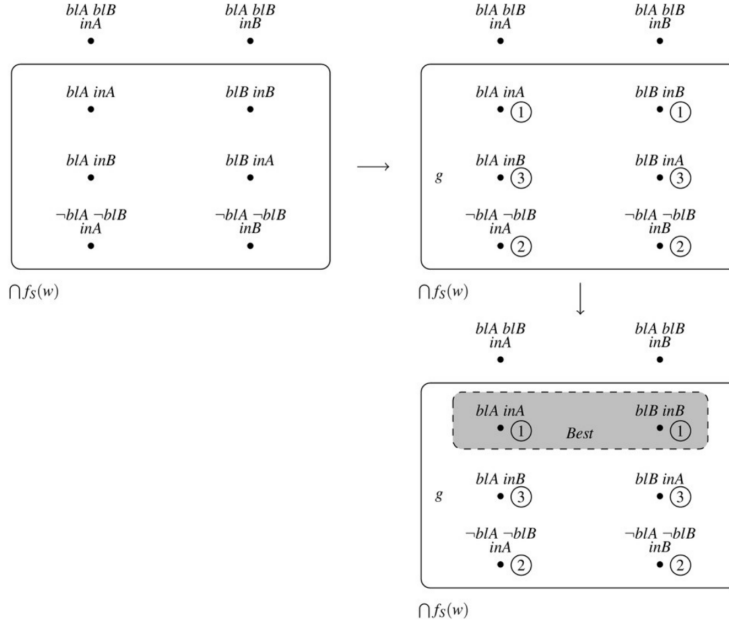 blA blB
inA
blA blB
inB
blA inA
blB inB
blA inB
blB inA
¬blA ¬blB
inA
¬blA ¬blB
inB
⋂fS(w)
⟶
blA blB
inA
blA blB
inB
blA inA
①
blB inB
①
g
blA inB
③
blB inA
③
¬blA ¬blB
inA
②
¬blA ¬blB
inB
②
⋂fS(w)
↓
blA blB
inA
blA blB
inB
blA inA
①
Best
blB inB
①
g
blA inB
③
blB inA
③
¬blA ¬blB
inA
②
¬blA ¬blB
inB
②
⋂fS(w)